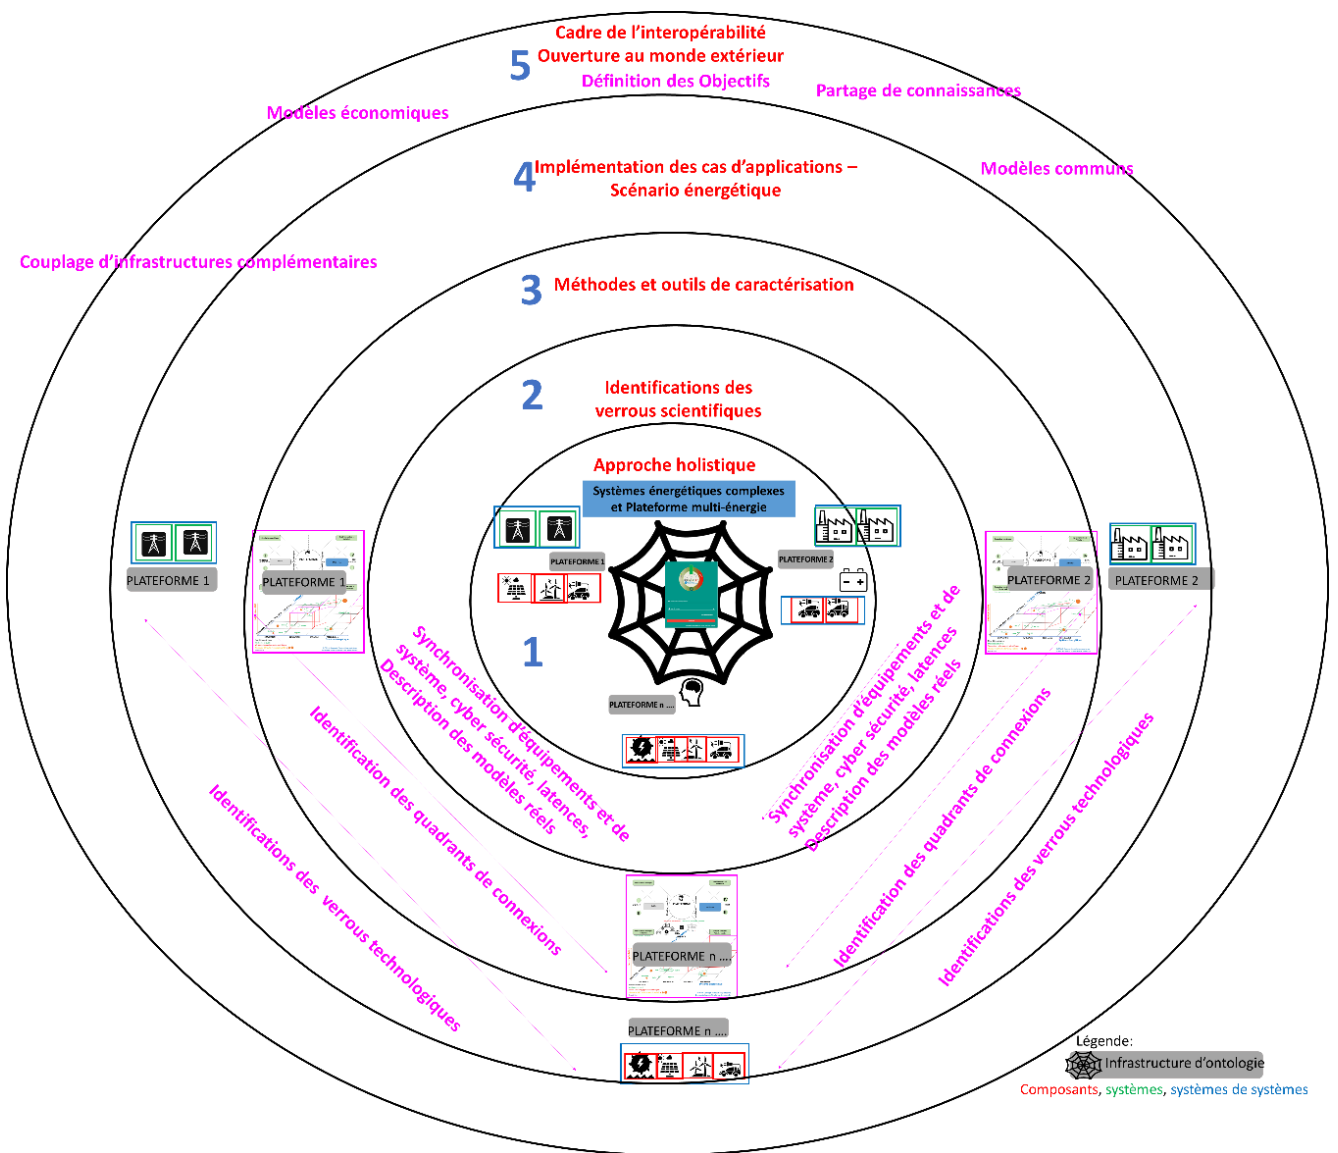 Cadre de l’interopérabilité
Ouverture au monde extérieur
5
Définition des Objectifs
Partage de connaissances
Modèles économiques
4
Implémentation des cas d’applications –
Scénario énergétique
Modèles communs
Couplage d’infrastructures complémentaires
3
Méthodes et outils de caractérisation
2
Identifications des
verrous scientifiques
Approche holistique
Systèmes énergétiques complexes
et Plateforme multi-énergie
PLATEFORME 1
PLATEFORME 1
PLATEFORME 1
PLATEFORME 2
PLATEFORME 2
PLATEFORME 2
1
PLATEFORME n ....
Synchronisation d’équipements et de
système, cyber sécurité, latences,
Description des modèles réels
Synchronisation d’équipements et de
système, cyber sécurité, latences
Description des modèles réels
Identification des quadrants de connexions
Identification des quadrants de connexions
Identifications des verrous technologiques
Identifications des verrous technologiques
PLATEFORME n ....
PLATEFORME n ....
Légende:
Infrastructure d’ontologie
Composants, systèmes, systèmes de systèmes